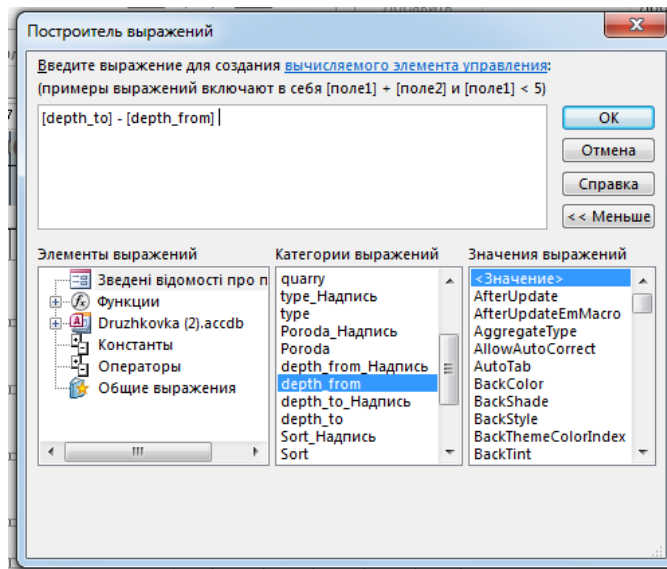 Построитель выражений
Введите выражение для создания вычисляемого элемента управления:
(примеры выражений включают в себя [поле1] + [поле2] и [поле1] < 5)
[depth_to] - [depth_from]
OK
Отмена
Справка
<< Меньше
Элементы выражений
Зведені відомості про п
Функции
Druzhkovka (2).accdb
Константы
Операторы
Общие выражения
Категории выражений
quarry
type_Надпись
type
Poroda_Надпись
Poroda
depth_from_Надпись
depth_from
depth_to_Надпись
depth_to
Sort_Надпись
Sort
Значения выражений
<Значение>
AfterUpdate
AfterUpdateEmMacro
AggregateType
AllowAutoCorrect
AutoTab
BackColor
BackShade
BackStyle
BackThemeColorIndex
BackTint